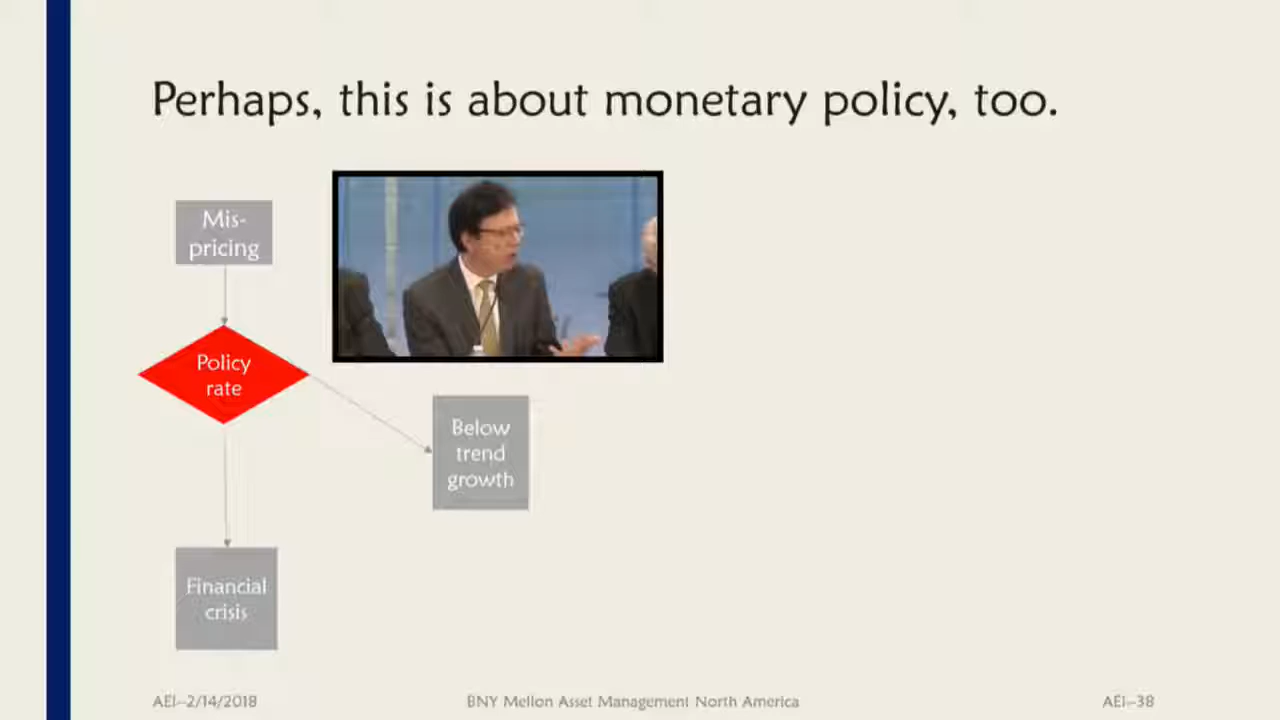 Perhaps, this is about monetary policy, too.
Mis-
pricing
Policy
rate
Below
trend
growth
Financial
crisis
AEI–2/14/2018
BNY Mellon Asset Management North America
AEI–38